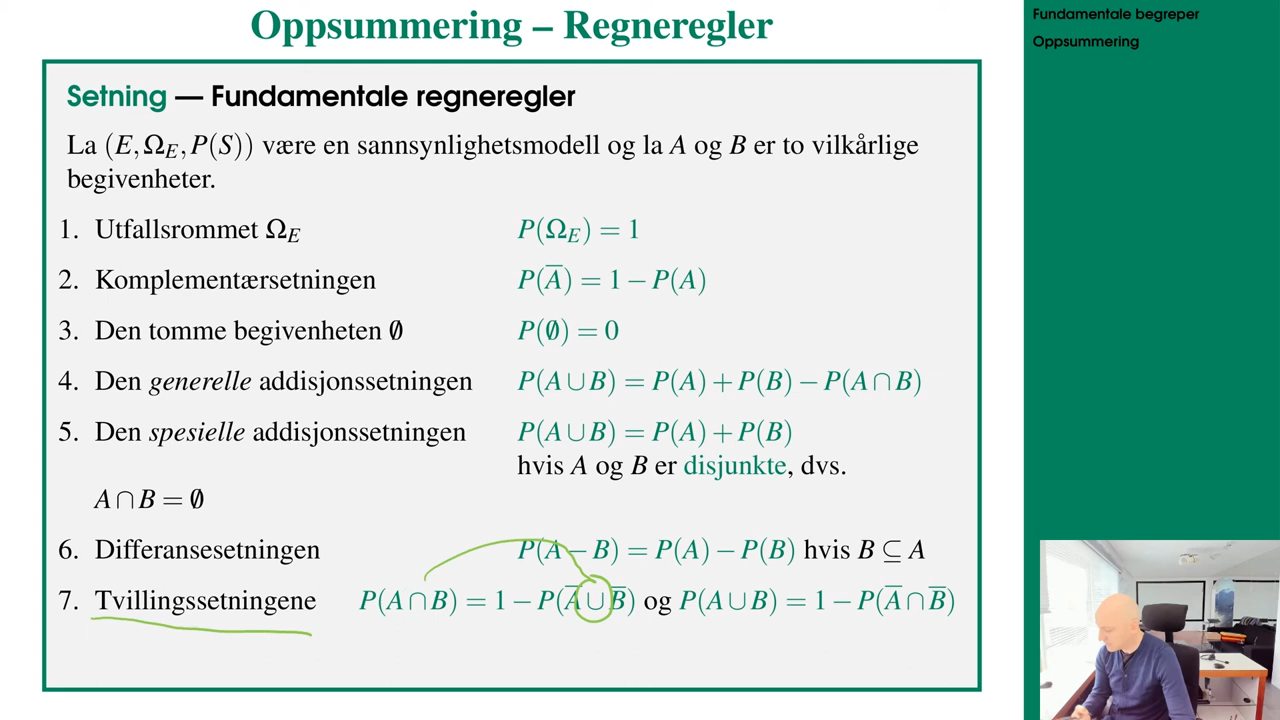 Oppsummering – Regneregler
Setning — Fundamentale regneregler
La (E, Ω_E, P(S)) være en sannsynlighetsmodell og la A og B er to vilkårlige
begivenheter.
1. Utfallsrommet Ω_E P(Ω_E) = 1
2. Komplementærsetningen P(A̅) = 1 − P(A)
3. Den tomme begivenheten ∅ P(∅) = 0
4. Den generelle addisjonssetningen P(A ∪ B) = P(A) + P(B) − P(A ∩ B)
5. Den spesielle addisjonssetningen P(A ∪ B) = P(A) + P(B)
hvis A og B er disjunkte, dvs.
A ∩ B = ∅
6. Differansesetningen P(A − B) = P(A) − P(B) hvis B ⊆ A
7. Tvillingssetningene P(A ∩ B) = 1 − P(A̅ ∪ B̅) og P(A ∪ B) = 1 − P(A̅ ∩ B̅)
Fundamentale begreper
Oppsummering